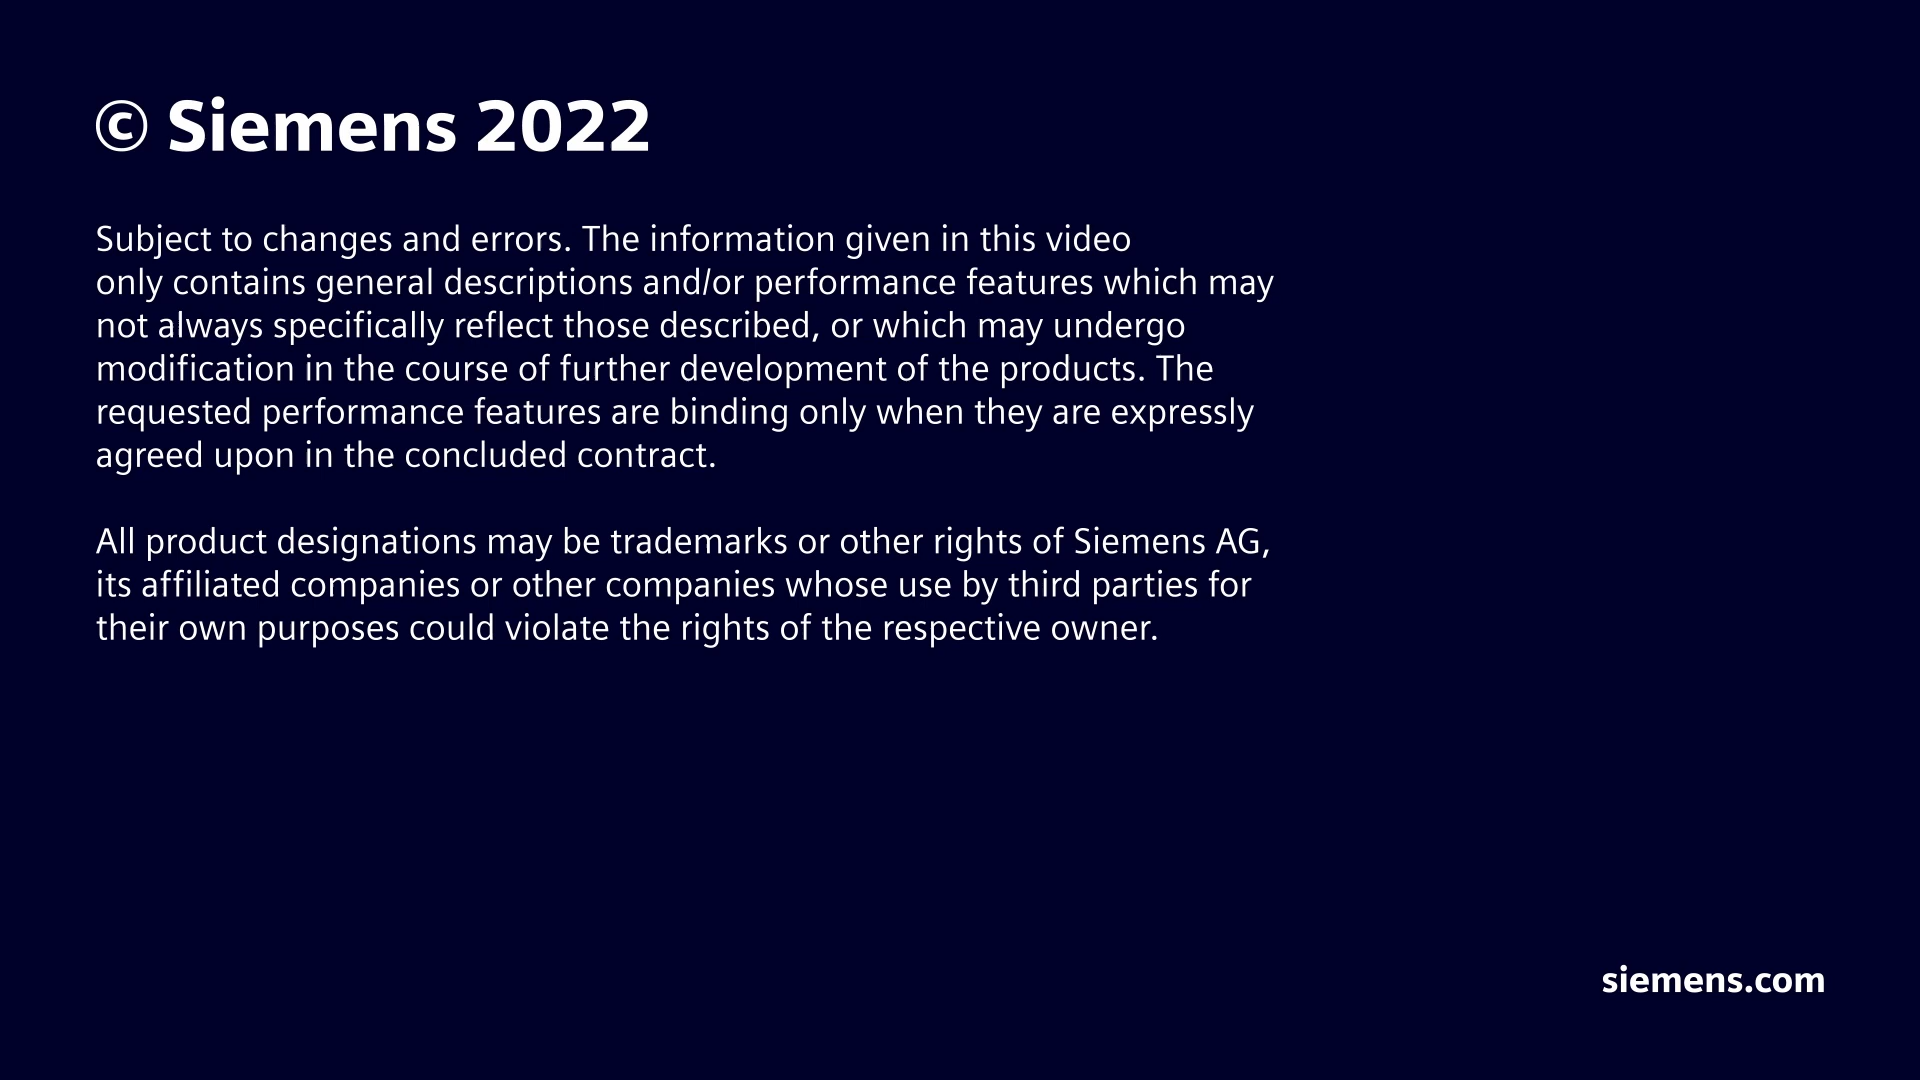 © Siemens 2022
Subject to changes and errors. The information given in this video
only contains general descriptions and/or performance features which may
not always specifically reflect those described, or which may undergo
modification in the course of further development of the products. The
requested performance features are binding only when they are expressly
agreed upon in the concluded contract.
All product designations may be trademarks or other rights of Siemens AG,
its affiliated companies or other companies whose use by third parties for
their own purposes could violate the rights of the respective owner.
siemens.com